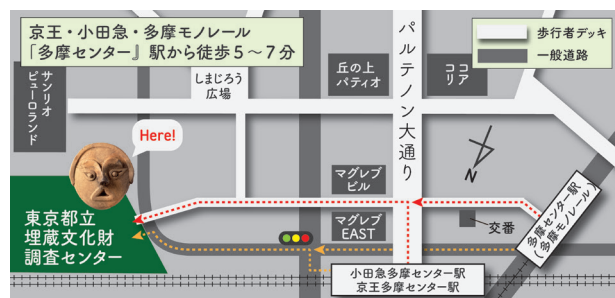 京王・小田急・多摩モノレール
「多摩センター」駅から徒歩5～7分
歩行者デッキ
一般道路
サンリオ
ピューロランド
しまじろう
広場
丘の上
パティオ
パルテノン大通り
ココ
リア
Here!
マグレブ
ビル
N
東京都立
埋蔵文化財
調査センター
マグレブ
EAST
交番
多摩センター駅
(多摩モノレール)
小田急多摩センター駅
京王多摩センター駅